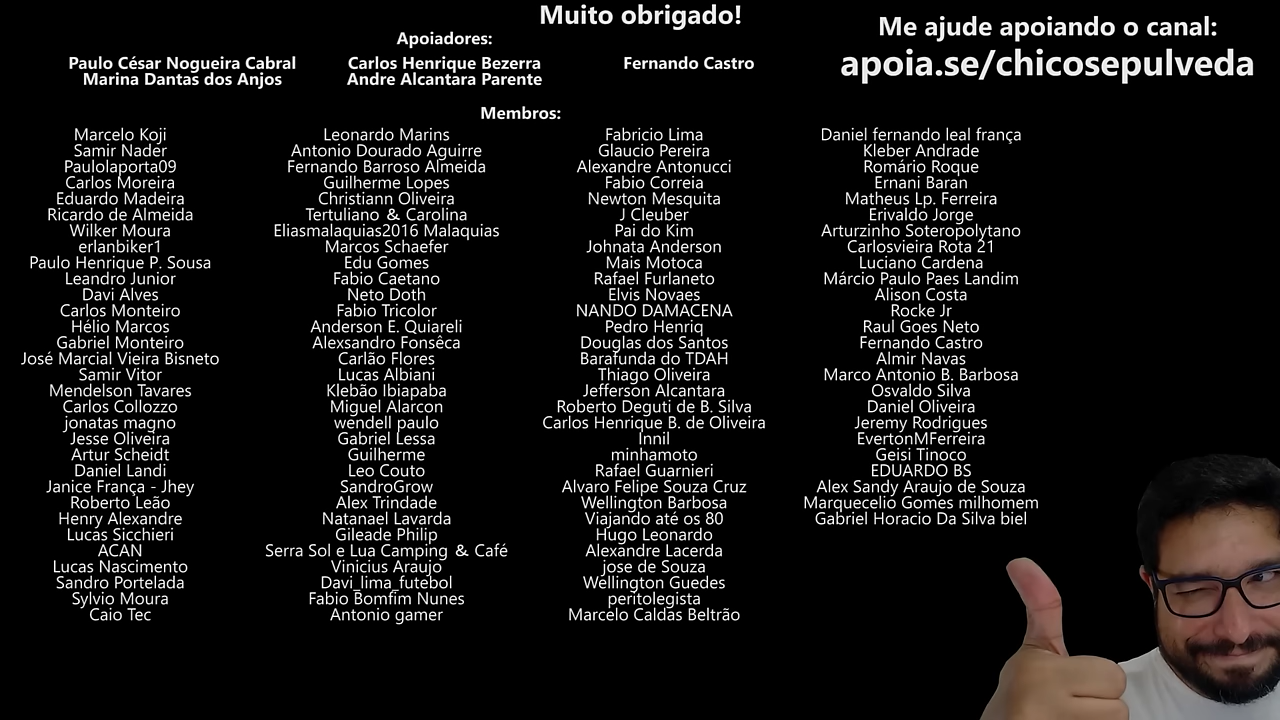 Muito obrigado!
Me ajude apoiando o canal:
apoia.se/chicosepulveda
Apoiadores:
Paulo César Nogueira Cabral
Marina Dantas dos Anjos
Carlos Henrique Bezerra
Andre Alcantara Parente
Fernando Castro
Membros:
Marcelo Koji
Samir Nader
Paulolaporta09
Carlos Moreira
Eduardo Madeira
Ricardo de Almeida
Wilker Moura
erlanbiker1
Paulo Henrique P. Sousa
Leandro Junior
Davi Alves
Carlos Monteiro
Hélio Marcos
Gabriel Monteiro
José Marcial Vieira Bisneto
Samir Vitor
Mendelson Tavares
Carlos Collozzo
jonatas magno
Jesse Oliveira
Artur Scheidt
Daniel Landi
Janice França - Jhey
Roberto Leão
Henry Alexandre
Lucas Sicchieri
ACAN
Lucas Nascimento
Sandro Portelada
Sylvio Moura
Caio Tec
Leonardo Marins
Antonio Dourado Aguirre
Fernando Barroso Almeida
Guilherme Lopes
Christiann Oliveira
Tertuliano & Carolina
Eliasmalaquias2016 Malaquias
Marcos Schaefer
Edu Gomes
Fabio Caetano
Neto Doth
Fabio Tricolor
Anderson E. Quiareli
Alexsandro Fonsêca
Carlão Flores
Lucas Albiani
Klebão Ibiapaba
Miguel Alarcon
wendell paulo
Gabriel Lessa
Guilherme
Leo Couto
SandroGrow
Alex Trindade
Natanael Lavarda
Gileade Philip
Serra Sol e Lua Camping & Café
Vinicius Araujo
Davi_lima_futebol
Fabio Bomfim Nunes
Antonio gamer
Fabricio Lima
Glaucio Pereira
Alexandre Antonucci
Fabio Correia
Newton Mesquita
J Cleuber
Pai do Kim
Johnata Anderson
Mais Motoca
Rafael Furlaneto
Elvis Novaes
NANDO DAMACENA
Pedro Henriq
Douglas dos Santos
Barafunda do TDAH
Thiago Oliveira
Jefferson Alcantara
Roberto Deguti de B. Silva
Carlos Henrique B. de Oliveira
Innil
minhamoto
Rafael Guarnieri
Alvaro Felipe Souza Cruz
Wellington Barbosa
Viajando até os 80
Hugo Leonardo
Alexandre Lacerda
jose de Souza
Wellington Guedes
peritolegista
Marcelo Caldas Beltrão
Daniel fernando leal frança
Kleber Andrade
Romário Roque
Ernani Baran
Matheus Lp. Ferreira
Erivaldo Jorge
Arturzinho Soteropolytano
Carlosvieira Rota 21
Luciano Cardena
Márcio Paulo Paes Landim
Alison Costa
Rocke Jr
Raul Goes Neto
Fernando Castro
Almir Navas
Marco Antonio B. Barbosa
Osvaldo Silva
Daniel Oliveira
Jeremy Rodrigues
EvertonMFerreira
Geisi Tinoco
EDUARDO BS
Alex Sandy Araujo de Souza
Marquecelio Gomes milhomem
Gabriel Horacio Da Silva biel